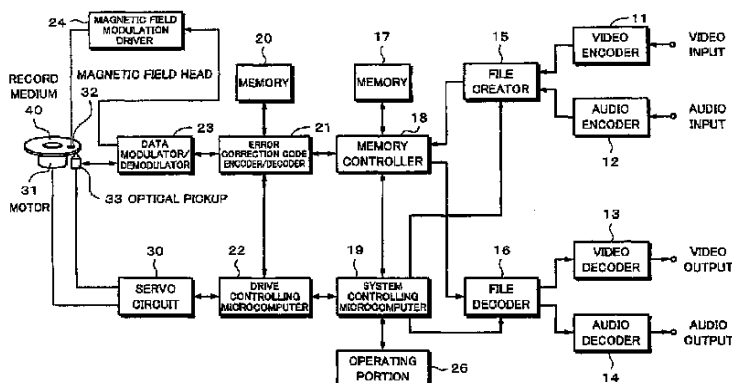 24
MAGNETIC FIELD
MODULATION
DRIVER
20
17
15
11
VIDEO
ENCODER
VIDEO
INPUT
RECORD
MEDIUM
40
MAGNETIC FIELD HEAD
32
MEMORY
MEMORY
FILE
CREATOR
AUDIO
ENCODER
AUDIO
INPUT
12
23
DATA
MODULATOR/
DEMODULATOR
21
ERROR
CORRECTION CODE
ENCODER/DECODER
18
MEMORY
CONTROLLER
31
MOTOR
33 OPTICAL PICKUP
30
SERVO
CIRCUIT
22
DRIVE
CONTROLLING
MICROCOMPUTER
19
SYSTEM
CONTROLLING
MICROCOMPUTER
16
FILE
DECODER
13
VIDEO
DECODER
VIDEO
OUTPUT
AUDIO
DECODER
AUDIO
OUTPUT
14
OPERATING
PORTION
26